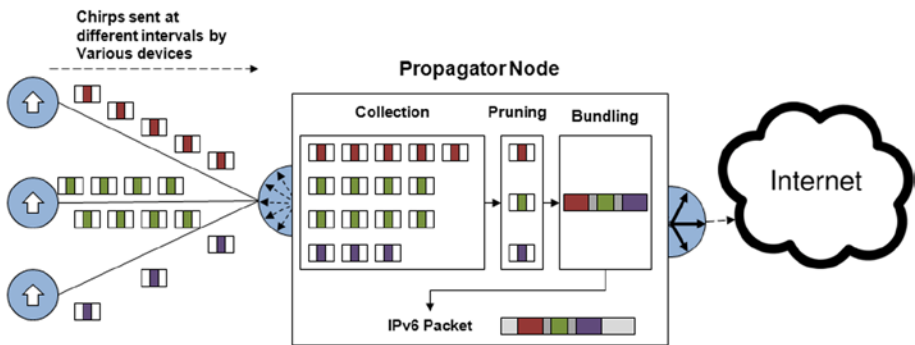 Chirps sent at
different intervals by
Various devices
Propagator Node
Collection
Pruning
Bundling
Internet
IPv6 Packet